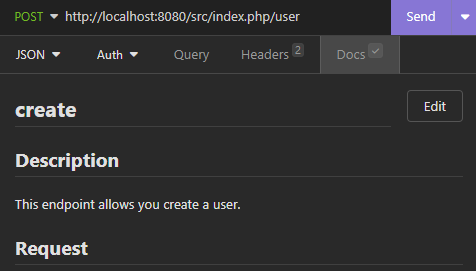 POST http://localhost:8080/src/index.php/user Send
JSON Auth Query Headers 2 Docs
create Edit
Description
This endpoint allows you create a user.
Request